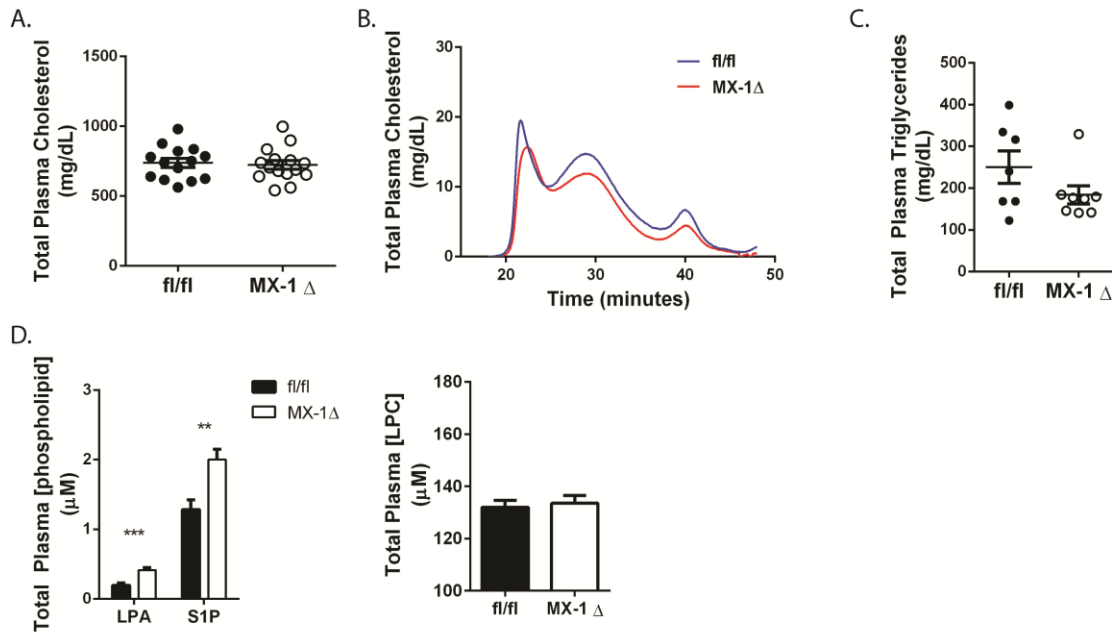 A.
Total Plasma Cholesterol
(mg/dL)
1500
1000
500
0
fl/fl
MX-1 Δ
B.
Total Plasma Cholesterol
(mg/dL)
30
20
10
0
fl/fl
MX-1Δ
20
30
40
50
Time (minutes)
C.
Total Plasma Triglycerides
(mg/dL)
500
400
300
200
100
0
fl/fl
MX-1 Δ
D.
Total Plasma [phospholipid]
(μM)
3
2
1
0
fl/fl
MX-1Δ
***
**
LPA
S1P
Total Plasma [LPC]
(μM)
180
160
140
120
100
fl/fl
MX-1 Δ